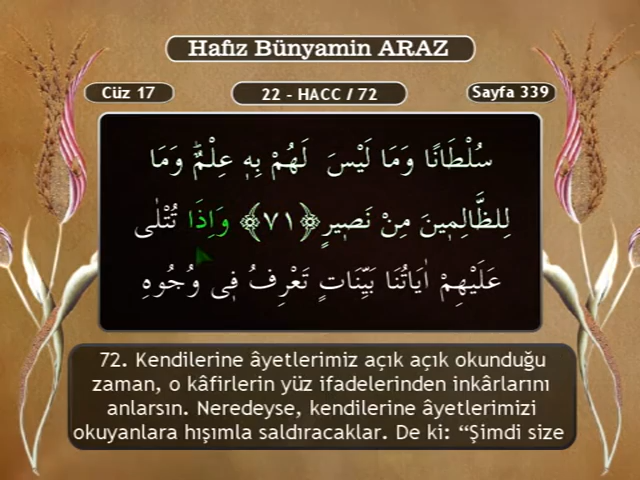 Hafız Bünyamin ARAZ
Cüz 17
22 - HACC / 72
Sayfa 339
سُلْطَانًا وَمَا لَيْسَ لَهُمْ بِهٖ عِلْمٌۜ وَمَا
لِلظَّالِمٖينَ مِنْ نَصٖيرٍ ﴿٧١﴾ وَاِذَا تُتْلٰى
عَلَيْهِمْ اٰيَاتُنَا بَيِّنَاتٍ تَعْرِفُ فٖى وُجُوهِ
72. Kendilerine âyetlerimiz açık açık okunduğu
zaman, o kâfirlerin yüz ifadelerinden inkârlarını
anlarsın. Neredeyse, kendilerine âyetlerimizi
okuyanlara hışımla saldıracaklar. De ki: “Şimdi size